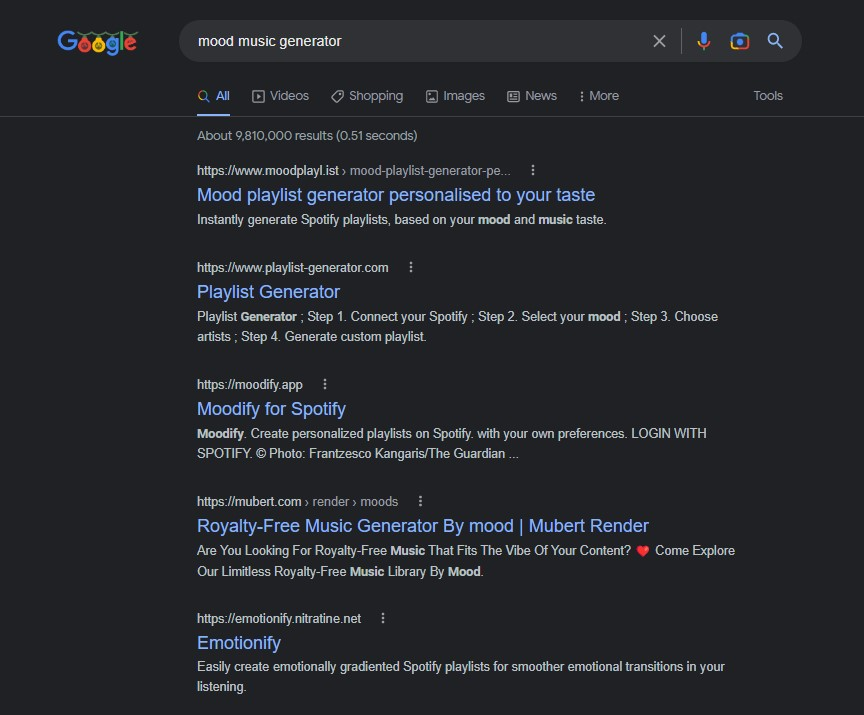 Google
mood music generator
All Videos Shopping Images News More Tools
About 9,810,000 results (0.51 seconds)
https://www.moodplayl.ist › mood-playlist-generator-pe...
Mood playlist generator personalised to your taste
Instantly generate Spotify playlists, based on your mood and music taste.
https://www.playlist-generator.com
Playlist Generator
Playlist Generator ; Step 1. Connect your Spotify ; Step 2. Select your mood ; Step 3. Choose
artists ; Step 4. Generate custom playlist.
https://moodify.app
Moodify for Spotify
Moodify. Create personalized playlists on Spotify. with your own preferences. LOGIN WITH
SPOTIFY. © Photo: Frantzesco Kangaris/The Guardian ...
https://mubert.com › render › moods
Royalty-Free Music Generator By mood | Mubert Render
Are You Looking For Royalty-Free Music That Fits The Vibe Of Your Content? ❤️ Come Explore
Our Limitless Royalty-Free Music Library By Mood.
https://emotionify.nitratine.net
Emotionify
Easily create emotionally gradiented Spotify playlists for smoother emotional transitions in your
listening.